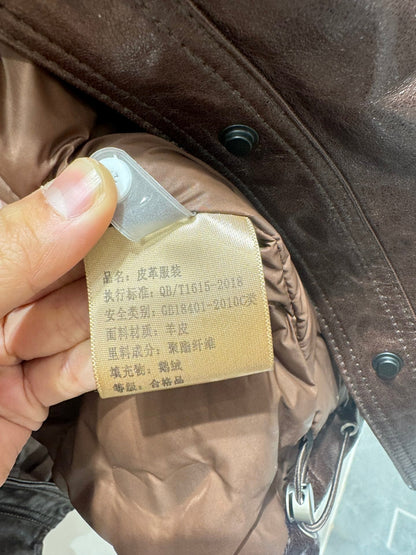 品名：皮革服装
执行标准：QB/T1615-2018
安全类别：GB18401-2010C类
面料材质：羊皮
里料成分：聚酯纤维
填充物：鹅绒
等级：合格品